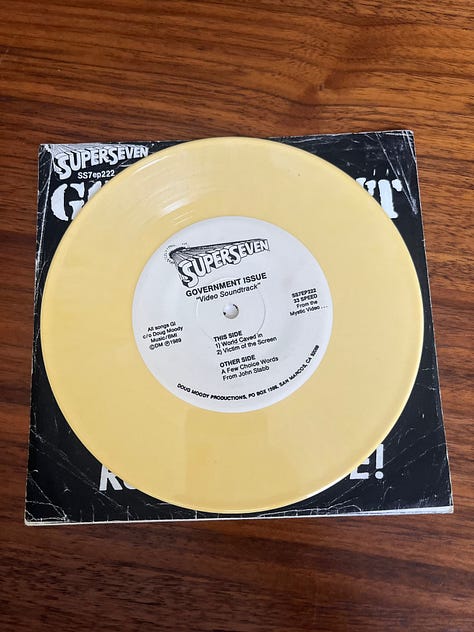 SUPERSEVEN
SS7ep222
SUPERSEVEN
GOVERNMENT ISSUE
"Video Soundtrack"
All songs GI
c/o Doug Moody
Music/BMI
©DM ℗1989
SS7EP222
33 SPEED
From the
Mystic Video ...
THIS SIDE
1) World Caved in
2) Victim of the Screen
OTHER SIDE
A Few Choice Words
From John Stabb
DOUG MOODY PRODUCTIONS, PO BOX 1596, SAN MARCOS, CA 92069